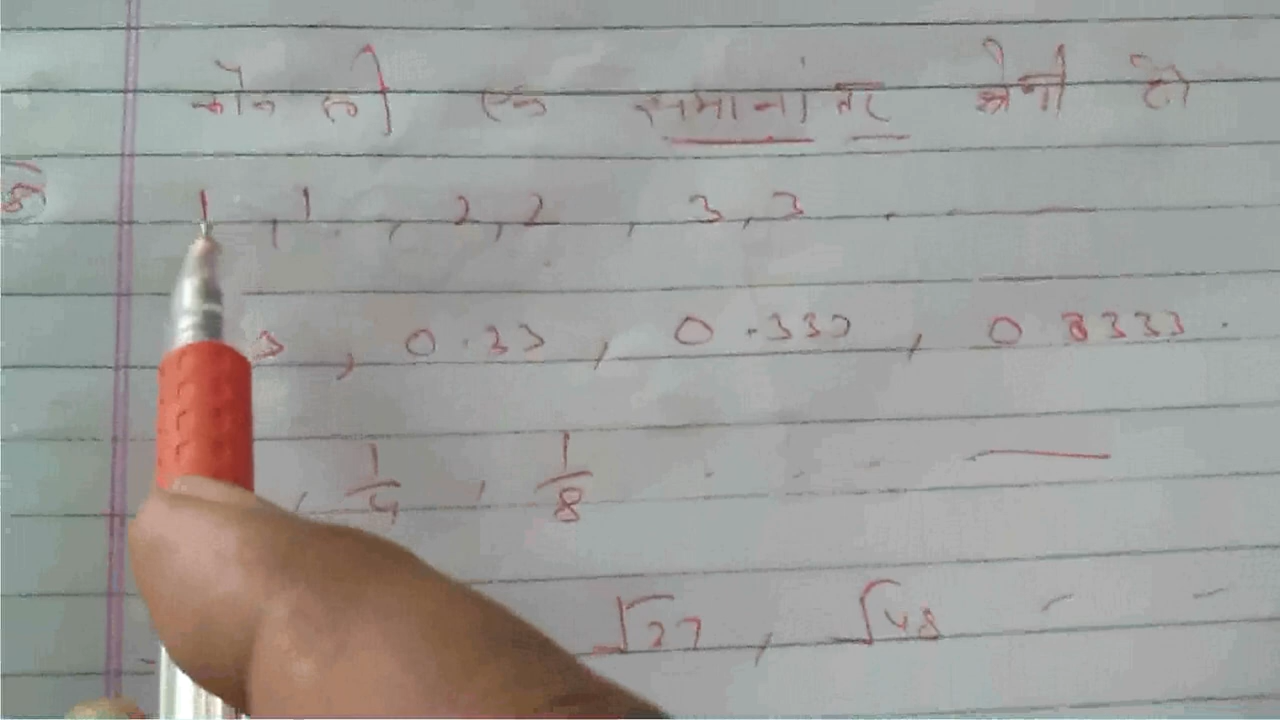 कौन सी एक समानांतर श्रेणी है
1, 1, 2, 2, 3, 3 . —
3, 0.33, 0.333, 0.3333.
, 1/4, 1/8 . . . —
√27, √48 - -